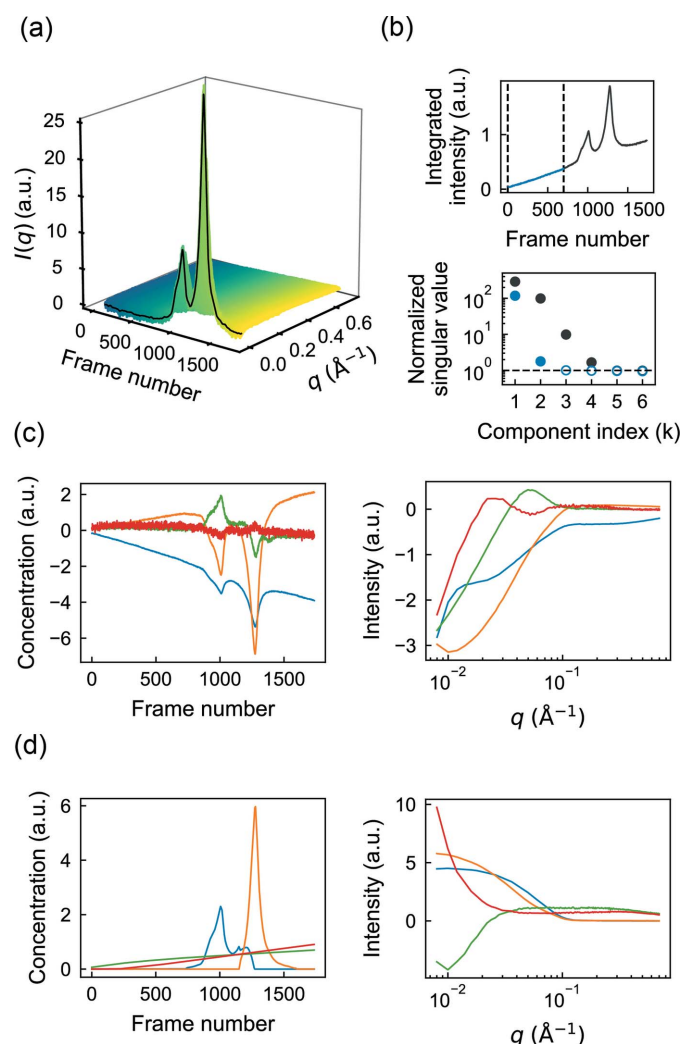 (a)
I(q) (a.u.)
25
20
15
10
5
0
0
500
1000
1500
Frame number
0.0
0.2
0.4
0.6
q (Å⁻¹)
(b)
Integrated
intensity (a.u.)
1
0
0 500 1000 1500
Frame number
Normalized
singular value
10²
10¹
10⁰
1 2 3 4 5 6
Component index (k)
(c)
Concentration (a.u.)
2
0
−2
−4
−6
0 500 1000 1500
Frame number
Intensity (a.u.)
0
−1
−2
−3
10⁻² 10⁻¹
q (Å⁻¹)
(d)
Concentration (a.u.)
6
4
2
0
0 500 1000 1500
Frame number
Intensity (a.u.)
10
5
0
10⁻² 10⁻¹
q (Å⁻¹)